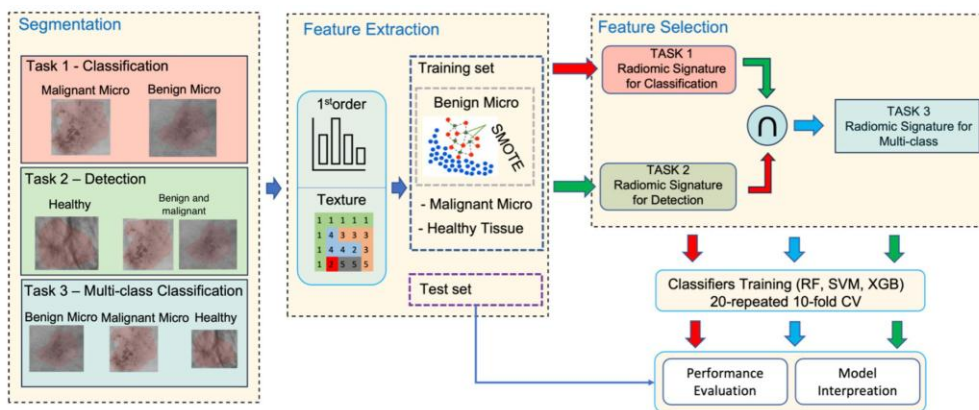 Segmentation
Task 1 - Classification
Malignant Micro
Benign Micro
Task 2 – Detection
Healthy
Benign and
malignant
Task 3 – Multi-class Classification
Benign Micro
Malignant Micro
Healthy
Feature Extraction
1st order
Texture
1 1 1 1 1
1 4 3 3 3
1 4 4 2 3
1 3 5 5 5
Training set
Benign Micro
SMOTE
- Malignant Micro
- Healthy Tissue
Test set
Feature Selection
TASK 1
Radiomic Signature
for Classification
TASK 2
Radiomic Signature
for Detection
∩
TASK 3
Radiomic Signature for
Multi-class
Classifiers Training (RF, SVM, XGB)
20-repeated 10-fold CV
Performance
Evaluation
Model
Interpreation